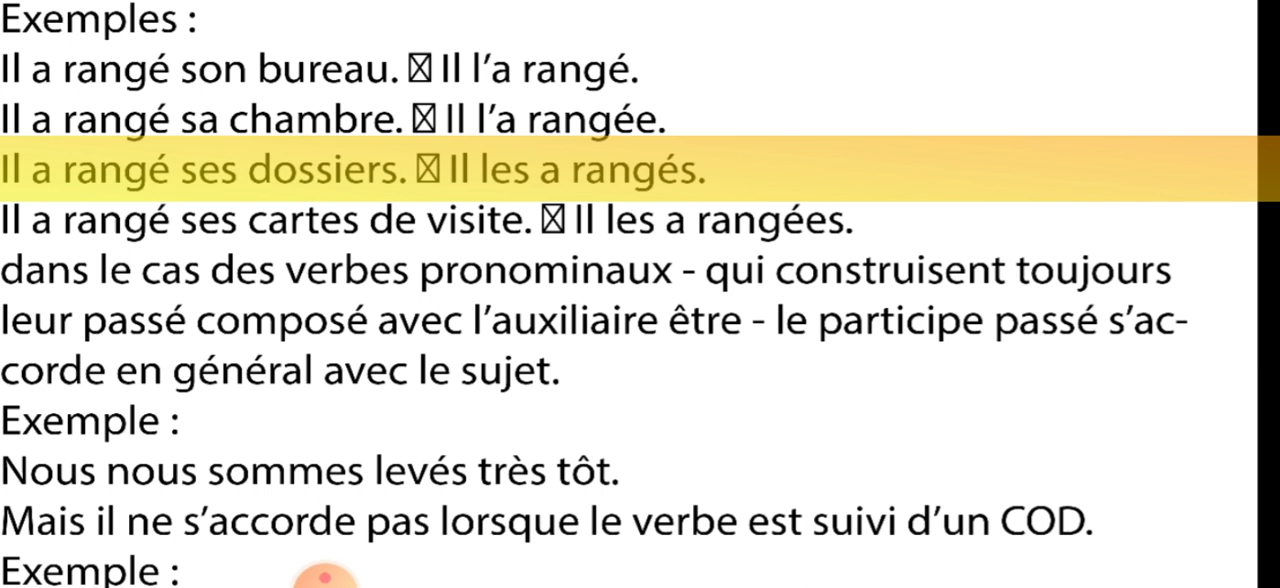 Exemples :
Il a rangé son bureau. Il l’a rangé.
Il a rangé sa chambre. Il l’a rangée.
Il a rangé ses dossiers. Il les a rangés.
Il a rangé ses cartes de visite. Il les a rangées.
dans le cas des verbes pronominaux - qui construisent toujours
leur passé composé avec l’auxiliaire être - le participe passé s’ac-
corde en général avec le sujet.
Exemple :
Nous nous sommes levés très tôt.
Mais il ne s’accorde pas lorsque le verbe est suivi d’un COD.
Exemple :